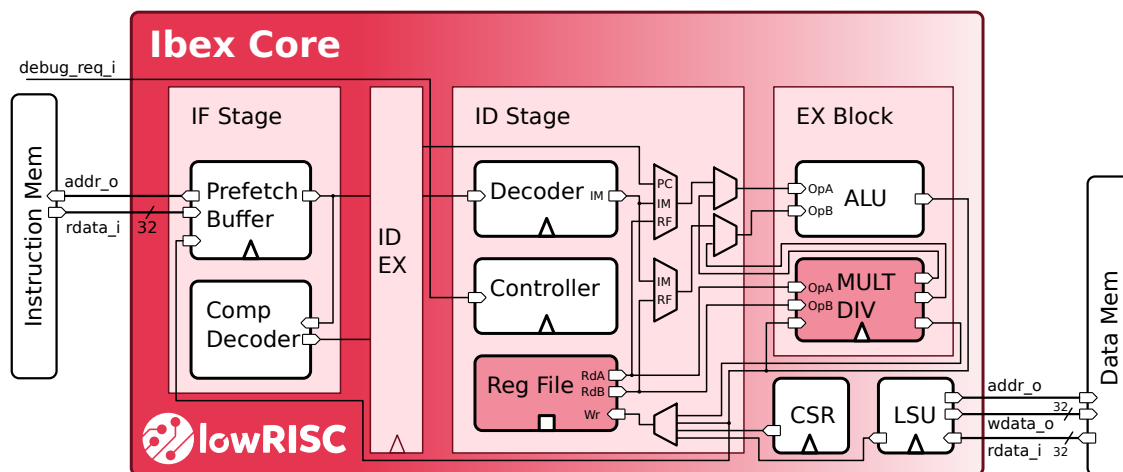 Ibex Core
debug_req_i
IF Stage
ID Stage
EX Block
Instruction Mem
addr_o
rdata_i
32
Prefetch
Buffer
Comp
Decoder
ID
EX
Decoder
IM
Controller
Reg File
RdA
RdB
Wr
PC
IM
RF
IM
RF
OpA
OpB
ALU
OpA
OpB
MULT
DIV
CSR
LSU
addr_o
32
wdata_o
rdata_i
32
Data Mem
lowRISC